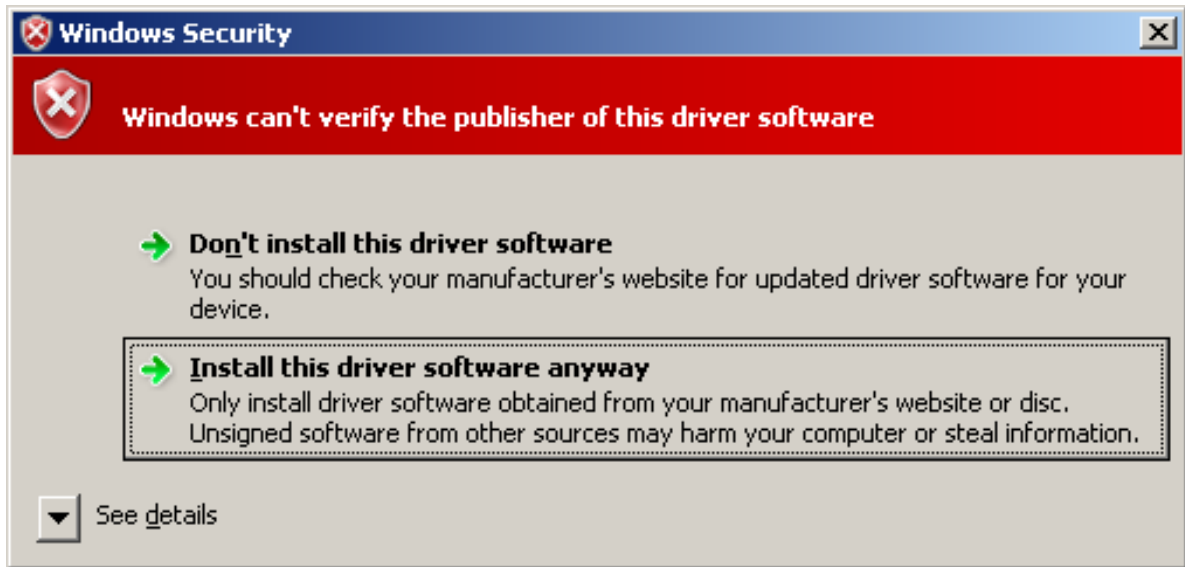 Windows Security
Windows can't verify the publisher of this driver software
Don't install this driver software
You should check your manufacturer's website for updated driver software for your
device.
Install this driver software anyway
Only install driver software obtained from your manufacturer's website or disc.
Unsigned software from other sources may harm your computer or steal information.
See details